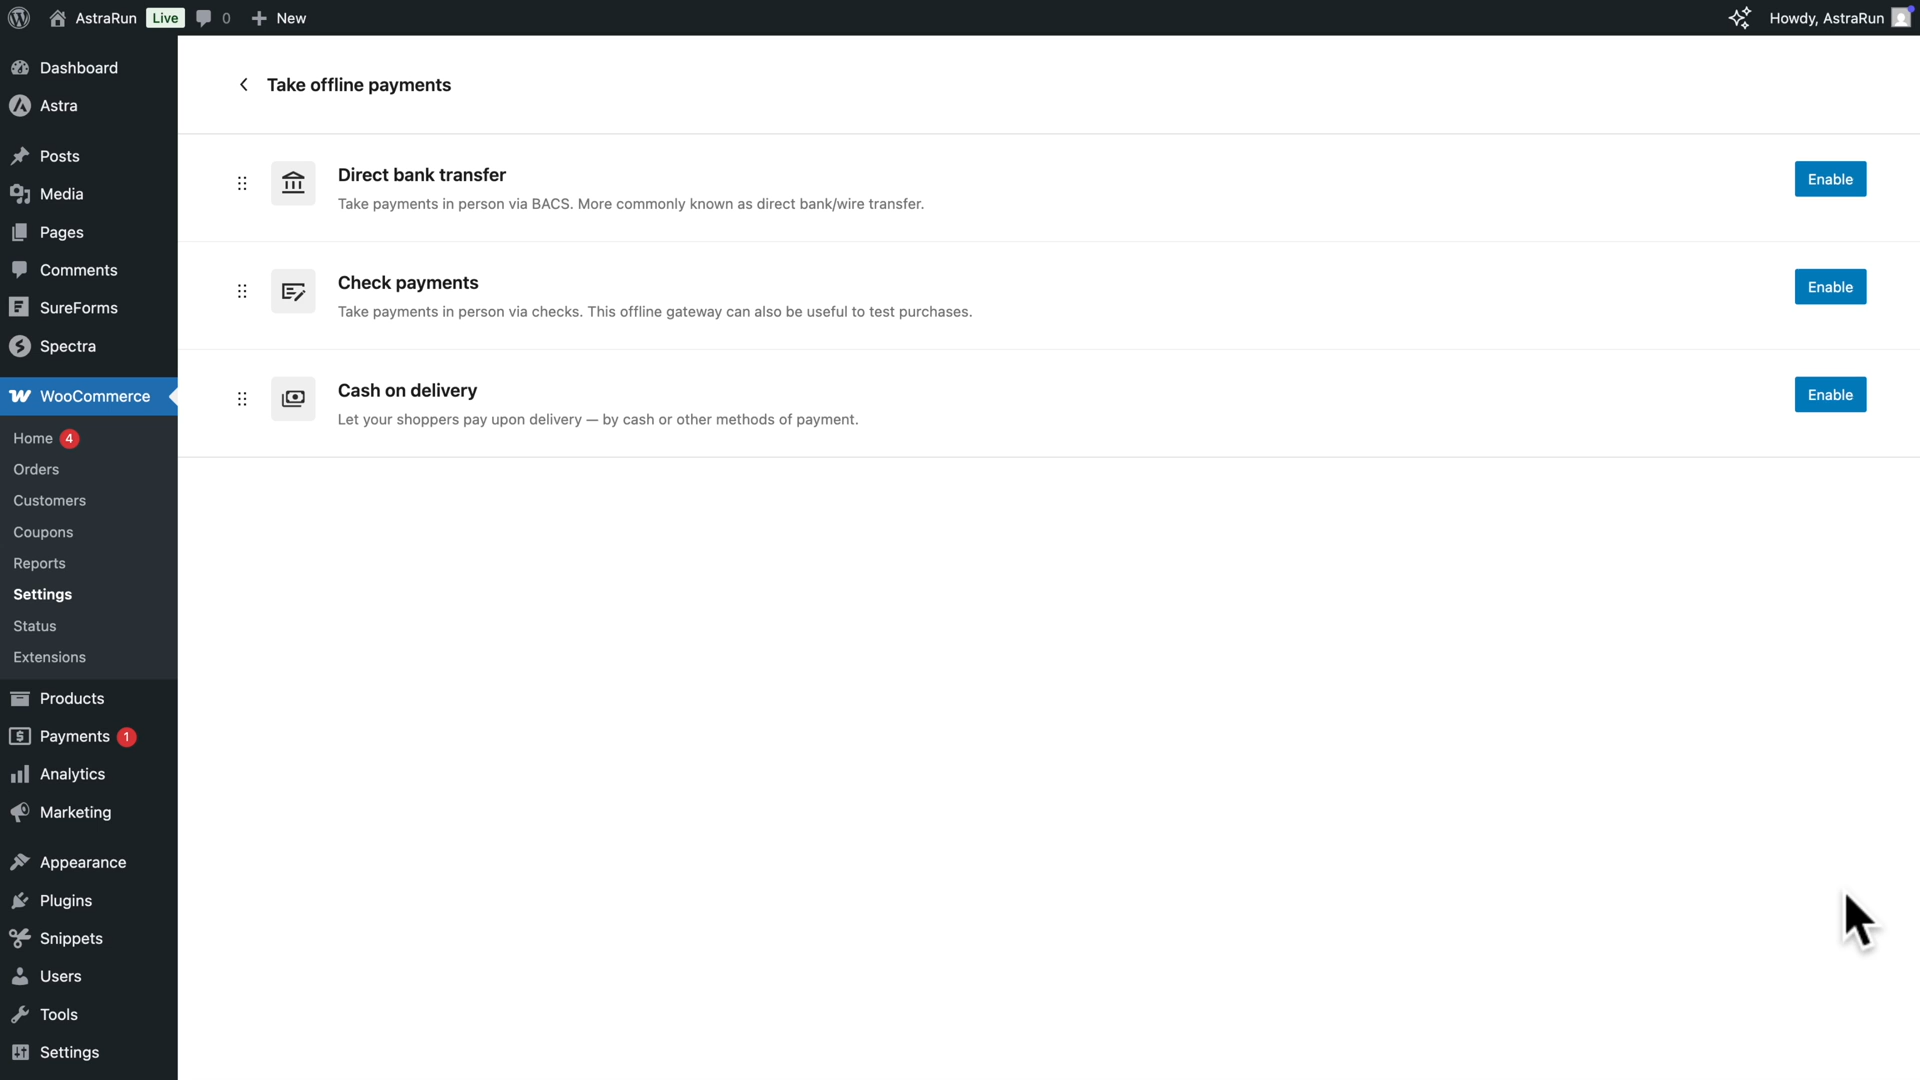 AstraRun Live 0 New Howdy, AstraRun
Dashboard
Astra
Posts
Media
Pages
Comments
SureForms
Spectra
WooCommerce
Home 4
Orders
Customers
Coupons
Reports
Settings
Status
Extensions
Products
Payments 1
Analytics
Marketing
Appearance
Plugins
Snippets
Users
Tools
Settings
Take offline payments
Direct bank transfer
Take payments in person via BACS. More commonly known as direct bank/wire transfer.
Enable
Check payments
Take payments in person via checks. This offline gateway can also be useful to test purchases.
Enable
Cash on delivery
Let your shoppers pay upon delivery — by cash or other methods of payment.
Enable